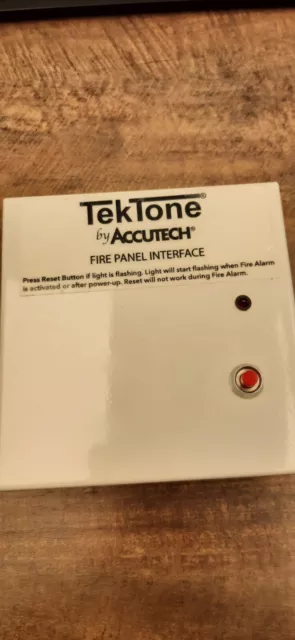 TekTone®
by ACCUTECH®
FIRE PANEL INTERFACE
Press Reset Button if light is flashing. Light will start flashing when Fire Alarm
is activated or after power-up. Reset will not work during Fire Alarm.